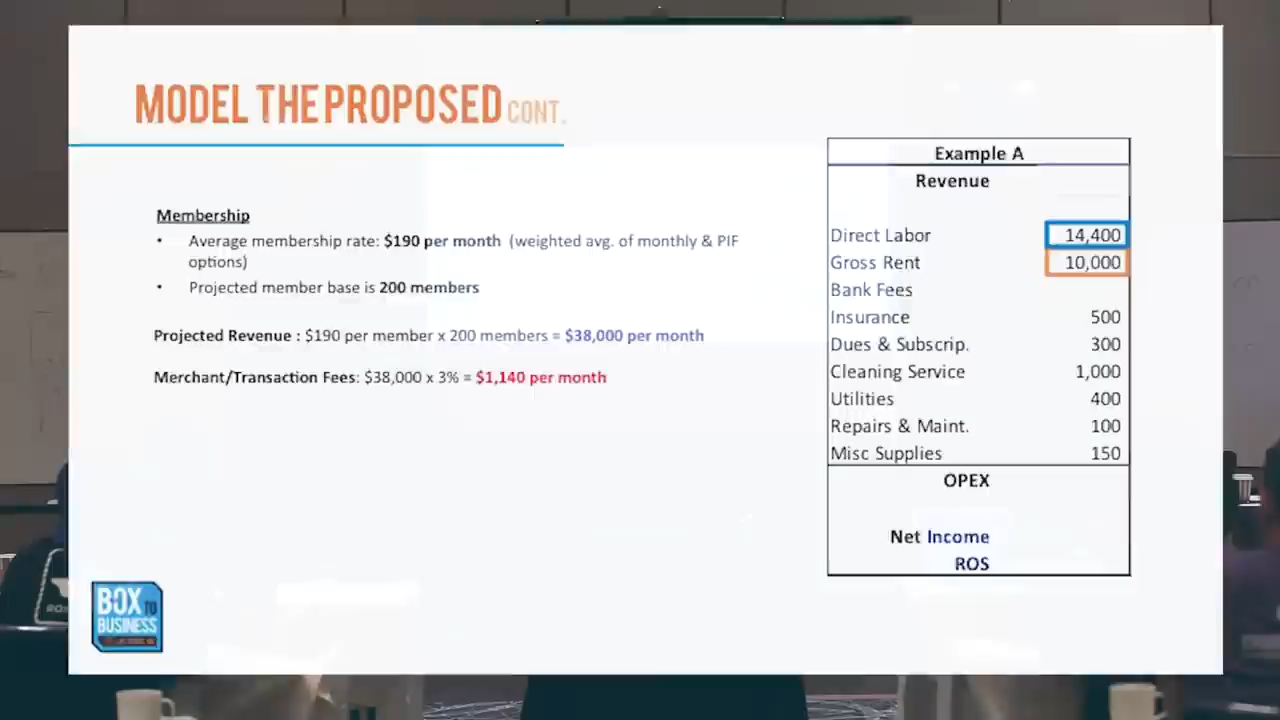 MODEL THE PROPOSED CONT.
Membership
• Average membership rate: $190 per month (weighted avg. of monthly & PIF
options)
• Projected member base is 200 members
Projected Revenue : $190 per member x 200 members = $38,000 per month
Merchant/Transaction Fees: $38,000 x 3% = $1,140 per month
Example A
Revenue
Direct Labor 14,400
Gross Rent 10,000
Bank Fees
Insurance 500
Dues & Subscrip. 300
Cleaning Service 1,000
Utilities 400
Repairs & Maint. 100
Misc Supplies 150
OPEX
Net Income
ROS
BOX TO
BUSINESS